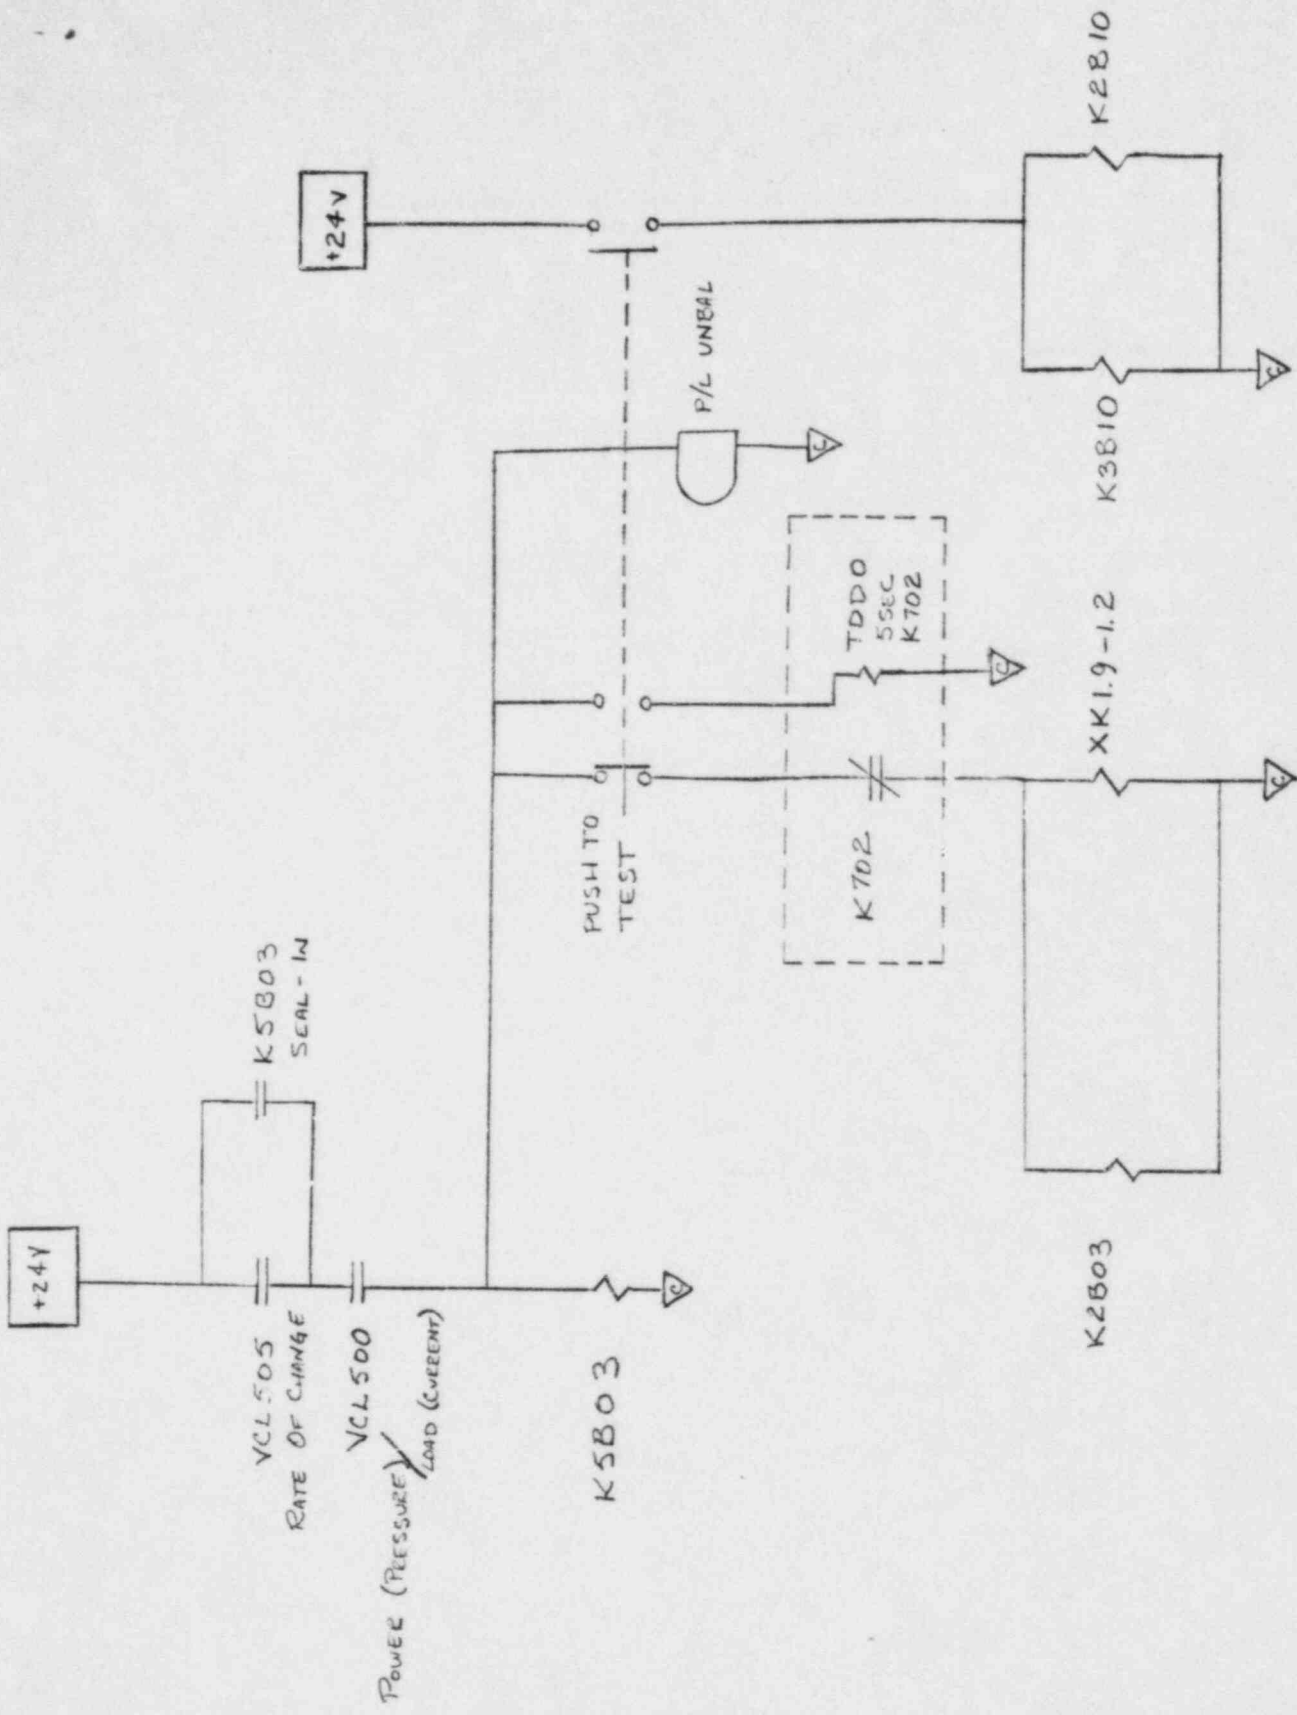 +24V
VCL505
RATE OF CHANGE
K5B03
SEAL-IN
VCL500
POWER (PRESSURE)/
LOAD (CURRENT)
K5B03
PUSH TO
TEST
+24V
P/L UNBAL
K702
TDDO
5SEC
K702
K2B03
XK1.9-1.2
K3B10
K2B10
C
C
C
C
C